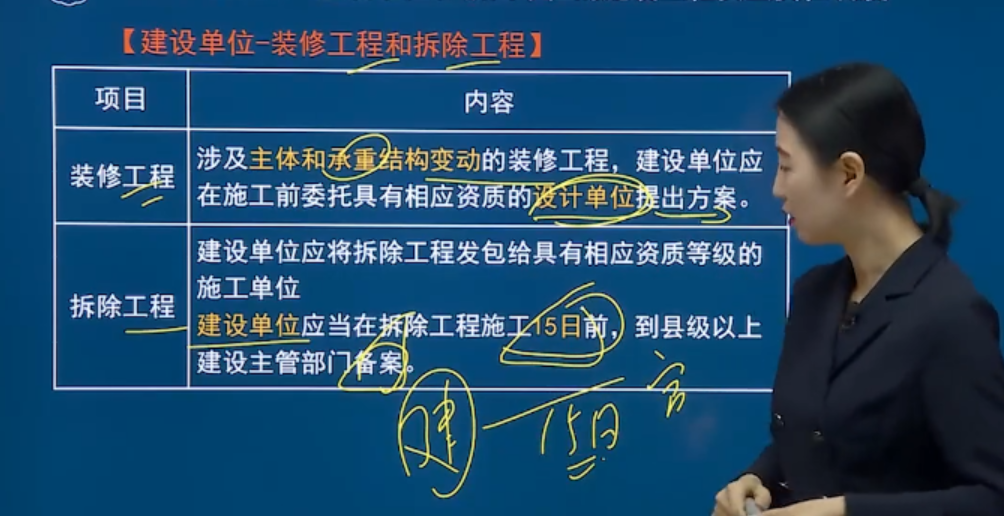 【建设单位-装修工程和拆除工程】
项目
内容
装修工程
涉及主体和承重结构变动的装修工程，建设单位应
在施工前委托具有相应资质的设计单位提出方案。
拆除工程
建设单位应将拆除工程发包给具有相应资质等级的
施工单位
建设单位应当在拆除工程施工15日前，到县级以上
建设主管部门备案。
建 15日